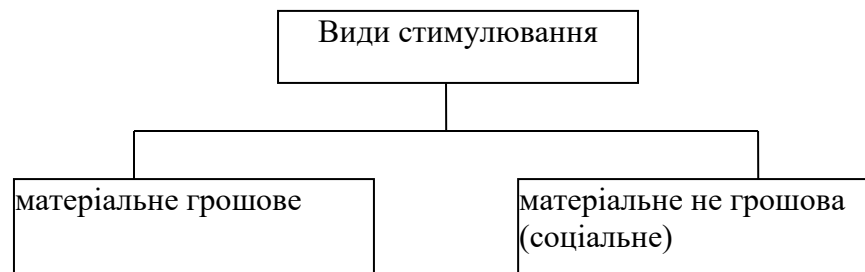 Види стимулювання
матеріальне грошове
матеріальне не грошова
(соціальне)